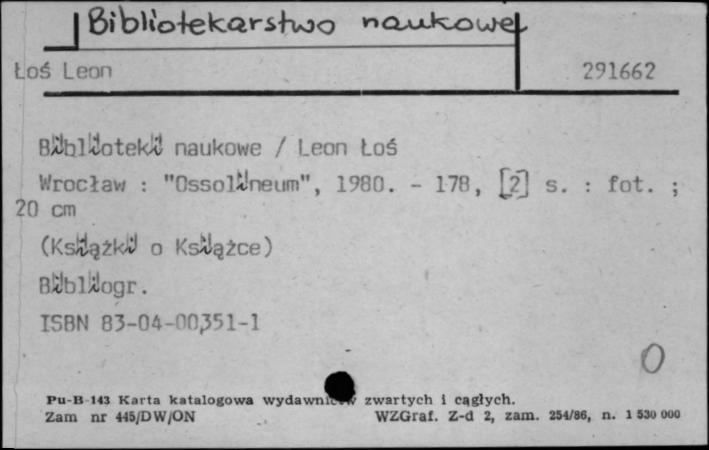 Bibliotekarstwo naukowe
Łoś Leon 291662
Biblioteki naukowe / Leon Łoś
Wrocław : "Ossolineum", 1980. - 178, [2] s. : fot. ;
20 cm
(Książki o Książce)
Bibliogr.
ISBN 83-04-00351-1
0
Pu-B-143 Karta katalogowa wydawnictw zwartych i ciągłych.
Zam nr 445/DW/ON WZGraf. Z-d 2, zam. 254/86, n. 1 530 000